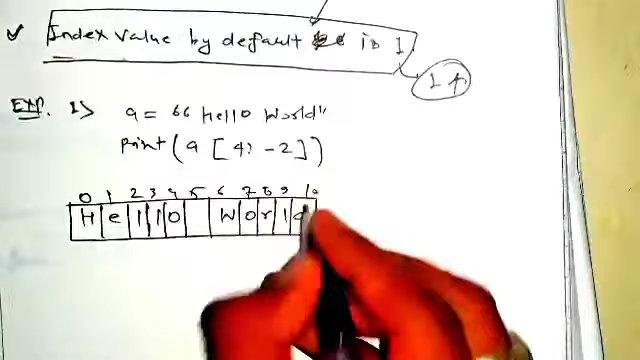 Index value by default is 1
1 4
Exp. 1> a = "Hello World"
print (a [4: -2])
0 1 2 3 4 5 6 7 8 9 10
H e l l o W o r l d